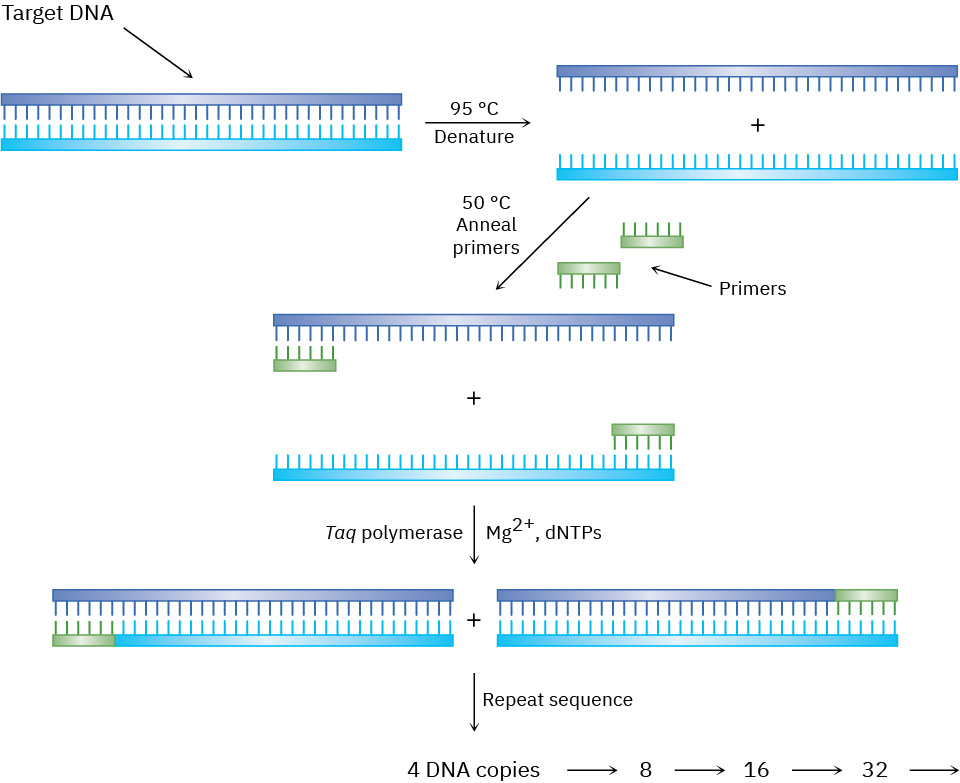 Target DNA
95 °C
Denature
+
50 °C
Anneal
primers
Primers
+
Taq polymerase Mg2+, dNTPs
+
Repeat sequence
4 DNA copies 8 16 32